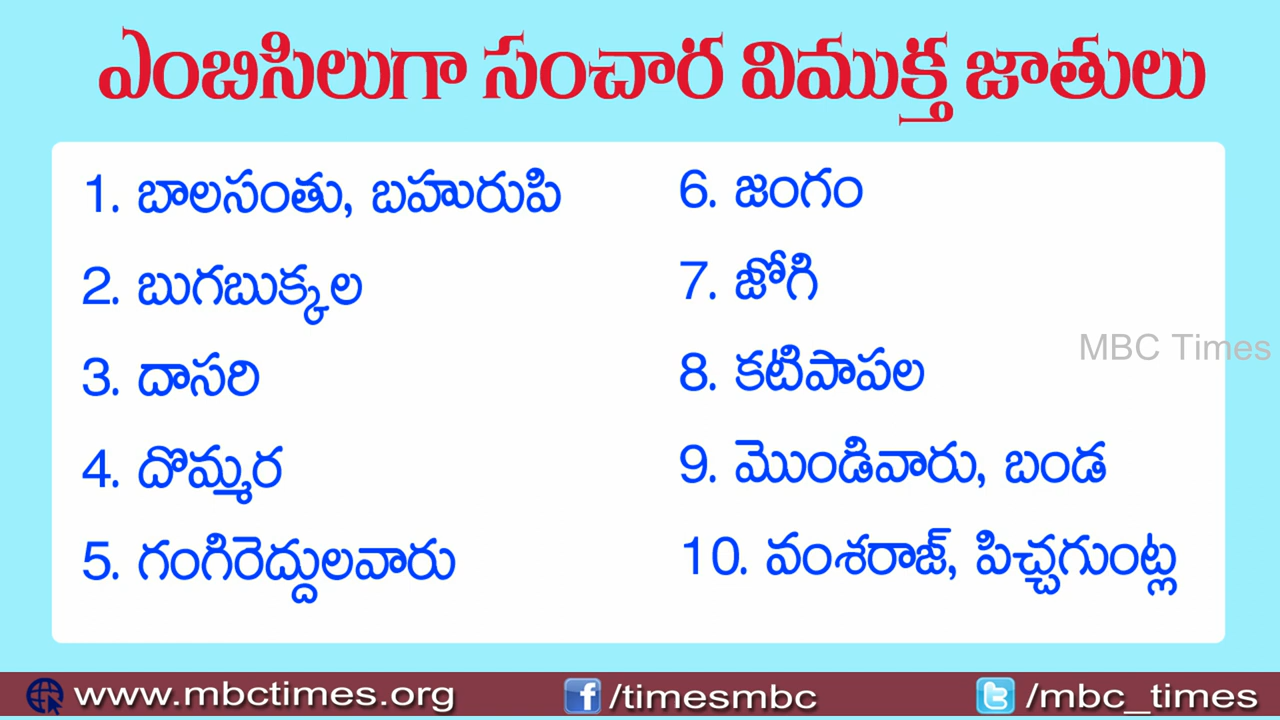 ఎంబిసిలుగా సంచార విముక్త జాతులు
1. బాలసంతు, బహురుపి
2. బుగబుక్కల
3. దాసరి
4. దొమ్మర
5. గంగిరెద్దులవారు
6. జంగం
7. జోగి
8. కటిపాపల
9. మొండివారు, బండ
10. వంశరాజ్, పిచ్చగుంట్ల
MBC Times
www.mbctimes.org
/timesmbc
/mbc_times